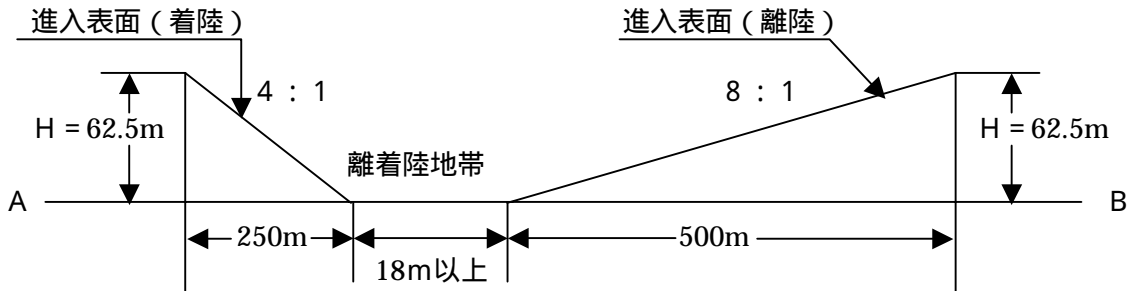 進入表面（着陸）
進入表面（離陸）
4 : 1
8 : 1
H = 62.5m
H = 62.5m
離着陸地帯
A
B
250m
500m
18m以上